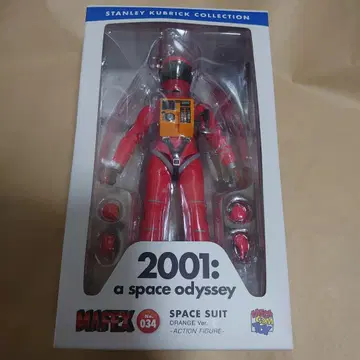 STANLEY KUBRICK COLLECTION
2001:
a space odyssey
MAFEX
No.
034
SPACE SUIT
ORANGE Ver.
-ACTION FIGURE-